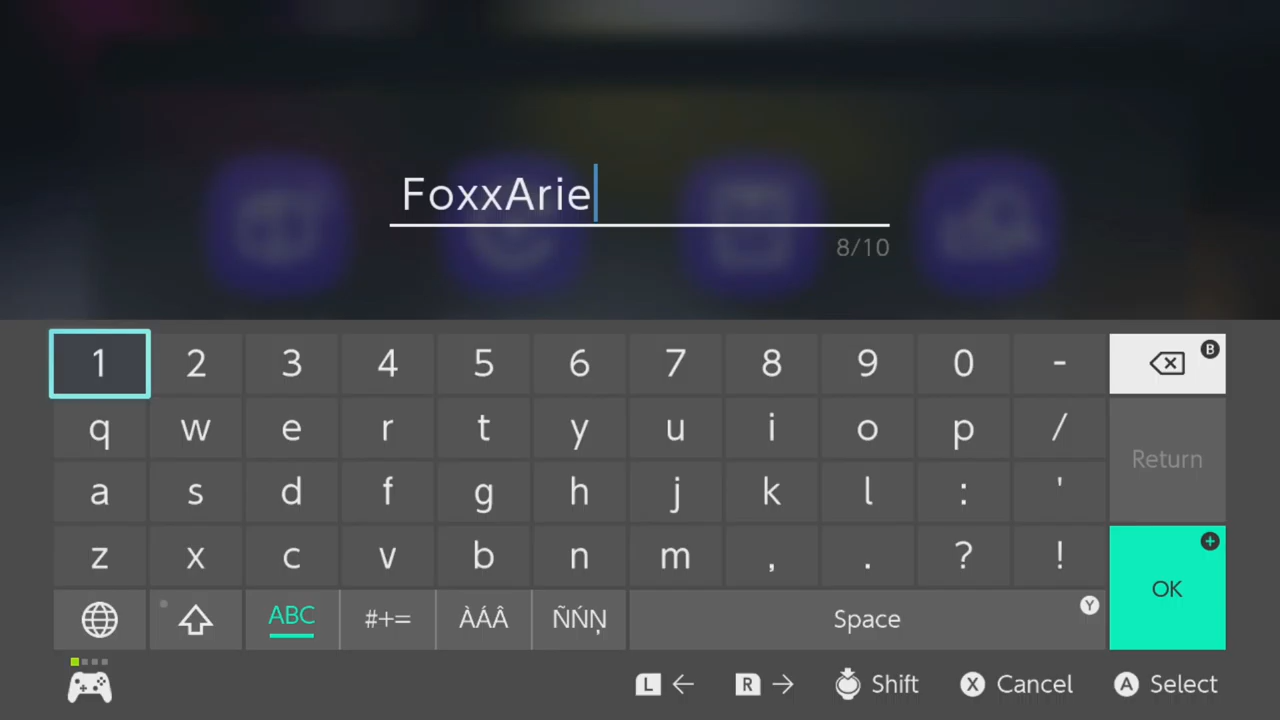 FoxxArie
8/10
1 2 3 4 5 6 7 8 9 0 - B
q w e r t y u i o p /
Return
a s d f g h j k l : '
z x c v b n m , . ? ! +
OK
ABC #+= ÀÁÂ ÑŃŅ Space Y
L ← R → Shift X Cancel A Select